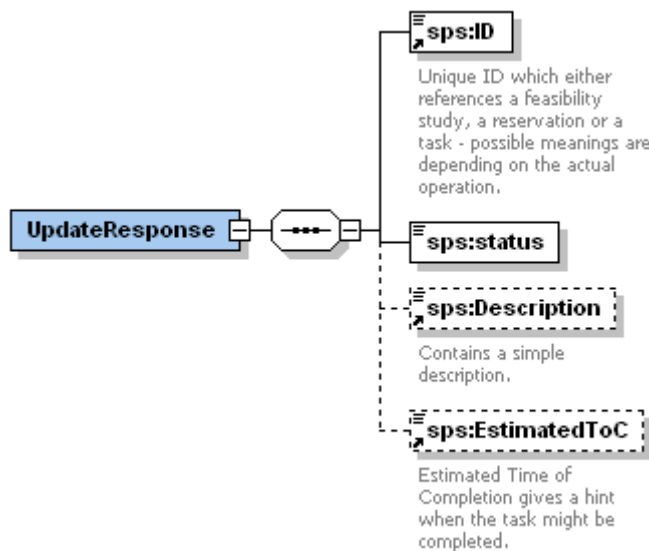 sps:ID
Unique ID which either
references a feasibility
study, a reservation or a
task - possible meanings are
depending on the actual
operation.
UpdateResponse
sps:status
sps:Description
Contains a simple
description.
sps:EstimatedToC
Estimated Time of
Completion gives a hint
when the task might be
completed.